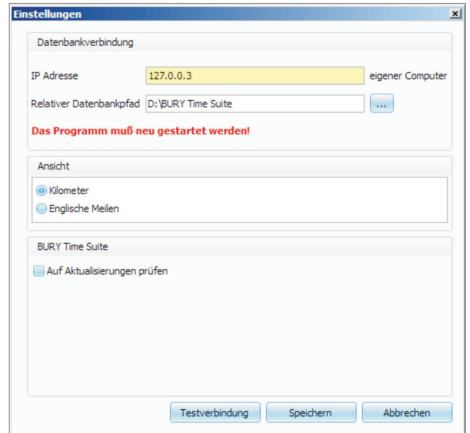 Einstellungen
Datenbankverbindung
IP Adresse 127.0.0.3 eigener Computer
Relativer Datenbankpfad D:\BURY Time Suite ...
Das Programm muß neu gestartet werden!
Ansicht
Kilometer
Englische Meilen
BURY Time Suite
Auf Aktualisierungen prüfen
Testverbindung Speichern Abbrechen